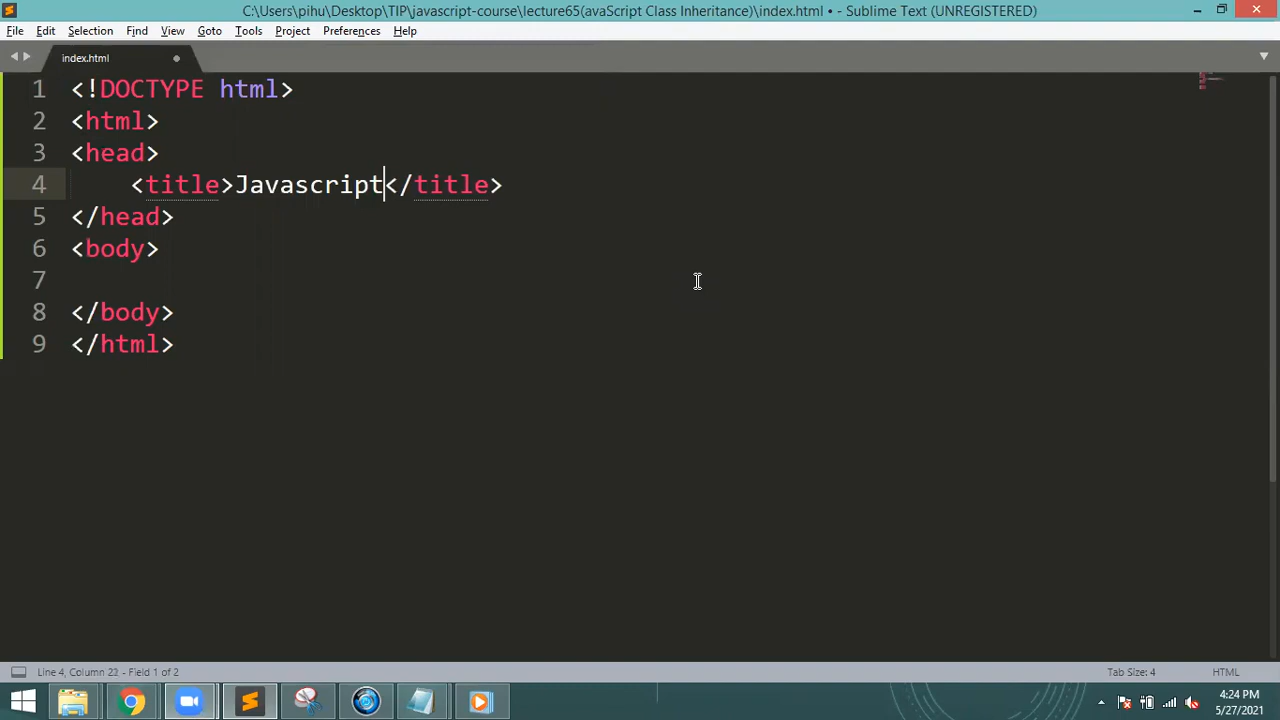 C:\Users\pihu\Desktop\TIP\javascript-course\lecture65(avaScript Class Inheritance)\index.html • - Sublime Text (UNREGISTERED)
File Edit Selection Find View Goto Tools Project Preferences Help
index.html
1 <!DOCTYPE html>
2 <html>
3 <head>
4 <title>Javascript</title>
5 </head>
6 <body>
7
8 </body>
9 </html>
Line 4, Column 23 - Field 1 of 2 Tab Size: 4 HTML
4:24 PM
5/27/2021